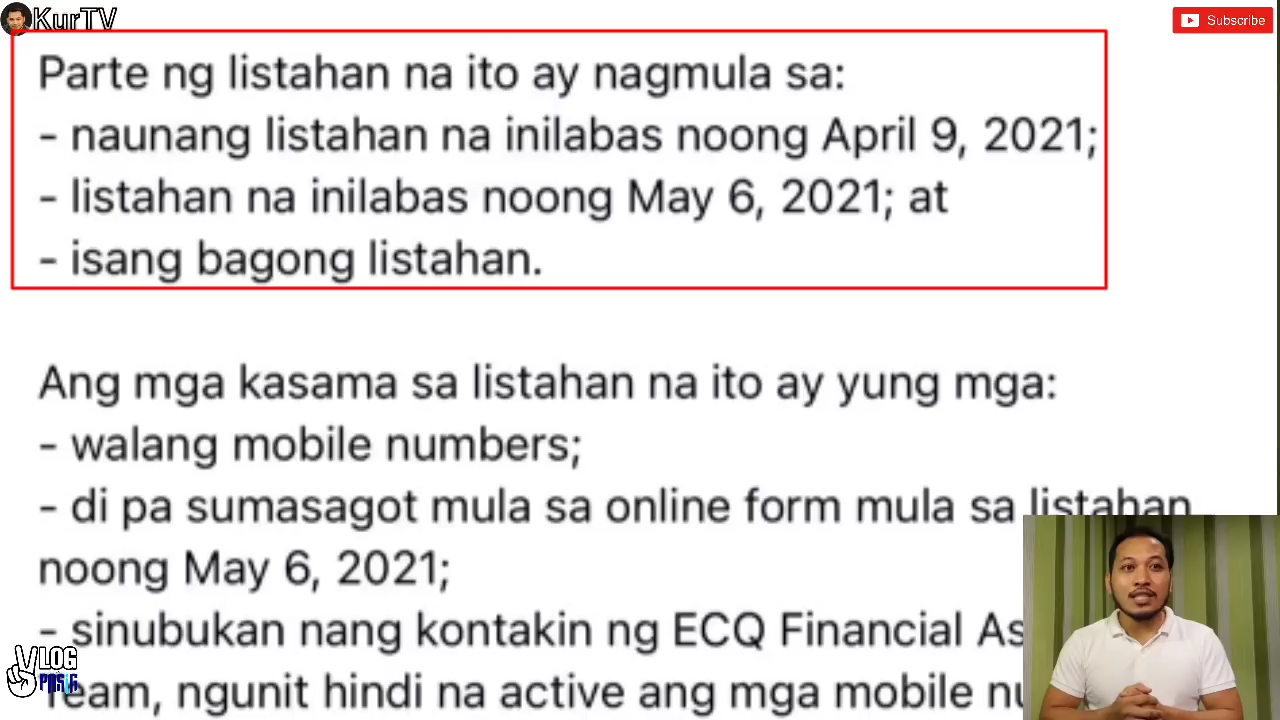 KurTV
Subscribe
Parte ng listahan na ito ay nagmula sa:
- naunang listahan na inilabas noong April 9, 2021;
- listahan na inilabas noong May 6, 2021; at
- isang bagong listahan.
Ang mga kasama sa listahan na ito ay yung mga:
- walang mobile numbers;
- di pa sumasagot mula sa online form mula sa listahan
noong May 6, 2021;
- sinubukan nang kontakin ng ECQ Financial
Team, ngunit hindi na active ang mga mobile
VLOG
PASIG